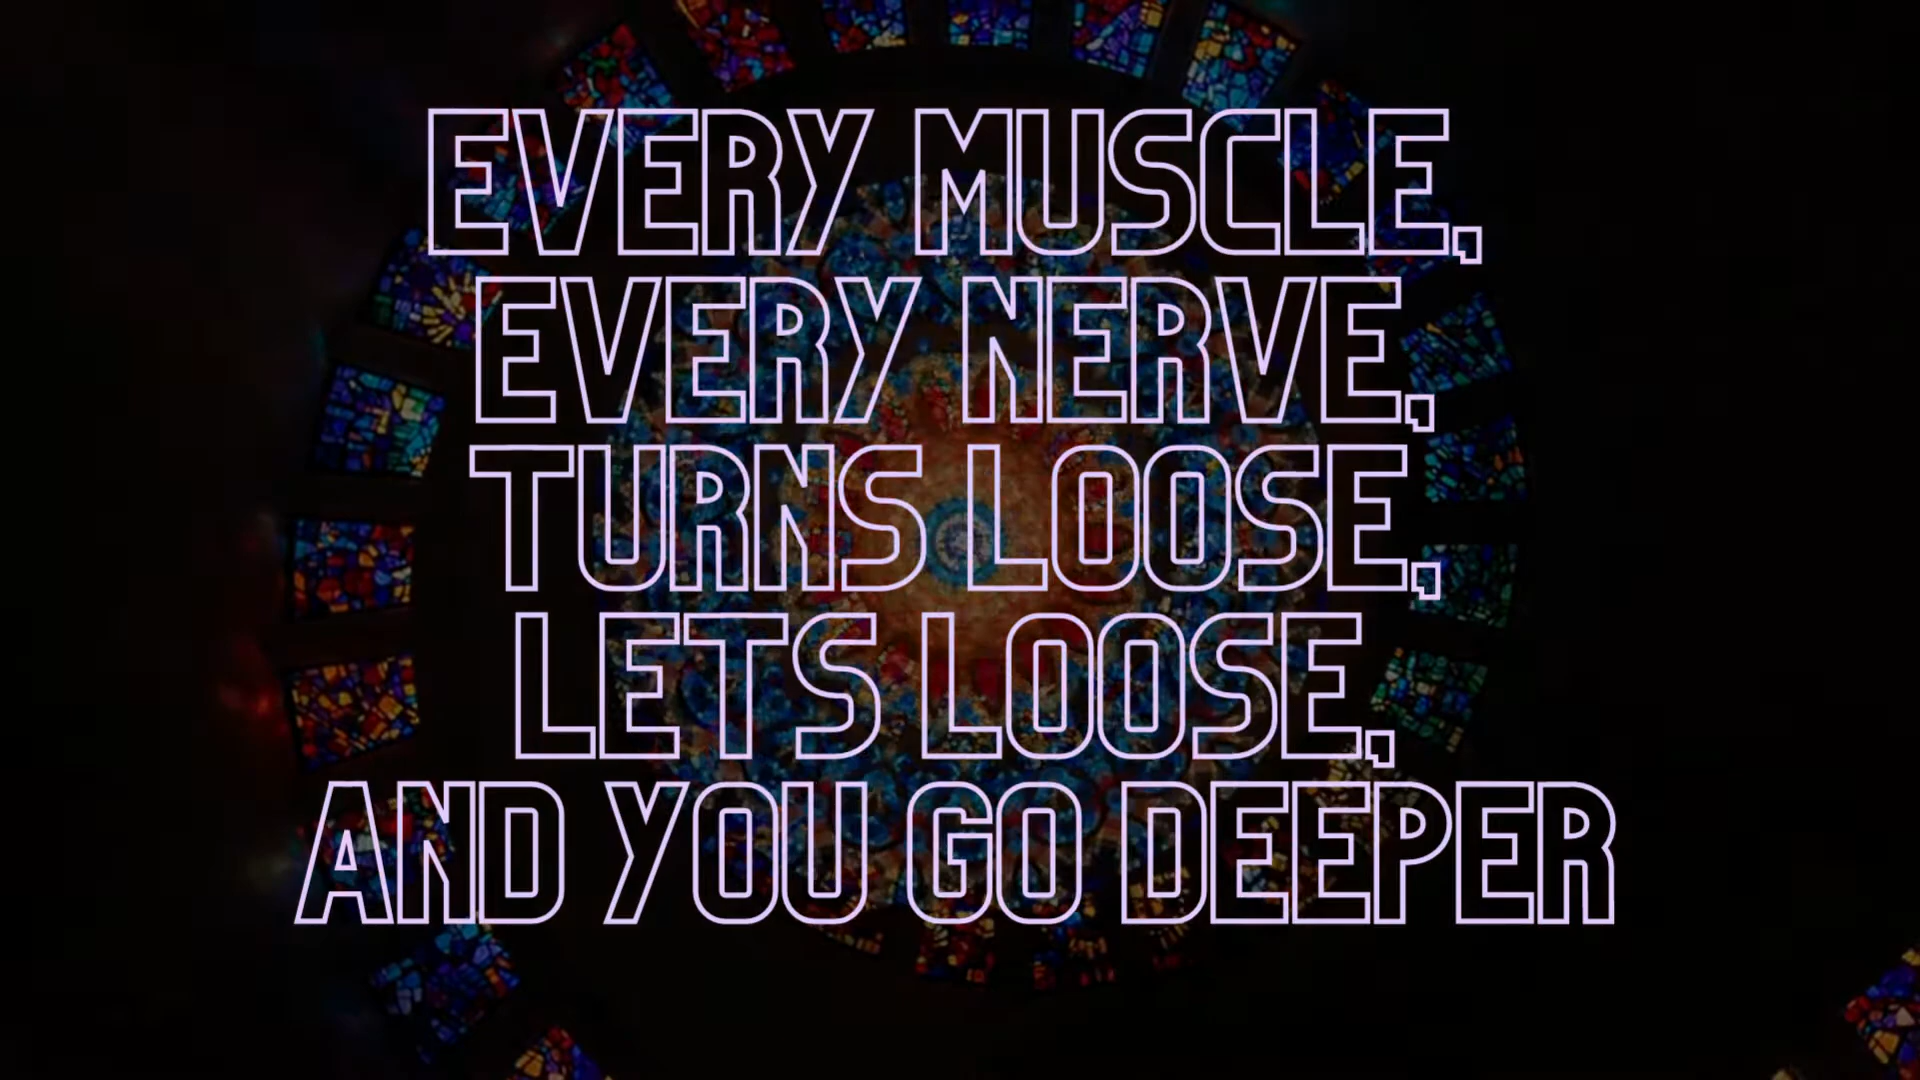 EVERY MUSCLE,
EVERY NERVE,
TURNS LOOSE,
LETS LOOSE,
AND YOU GO DEEPER